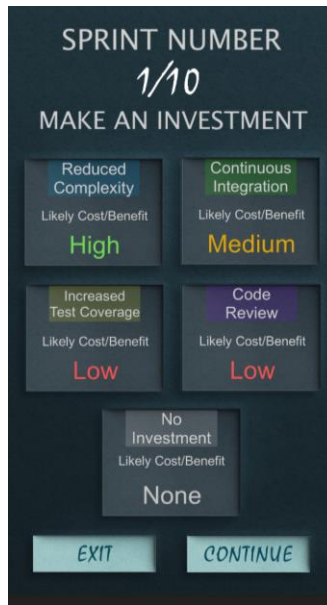 SPRINT NUMBER
1/10
MAKE AN INVESTMENT
Reduced
Complexity
Likely Cost/Benefit
High
Continuous
Integration
Likely Cost/Benefit
Medium
Increased
Test Coverage
Likely Cost/Benefit
Low
Code
Review
Likely Cost/Benefit
Low
No
Investment
Likely Cost/Benefit
None
EXIT
CONTINUE